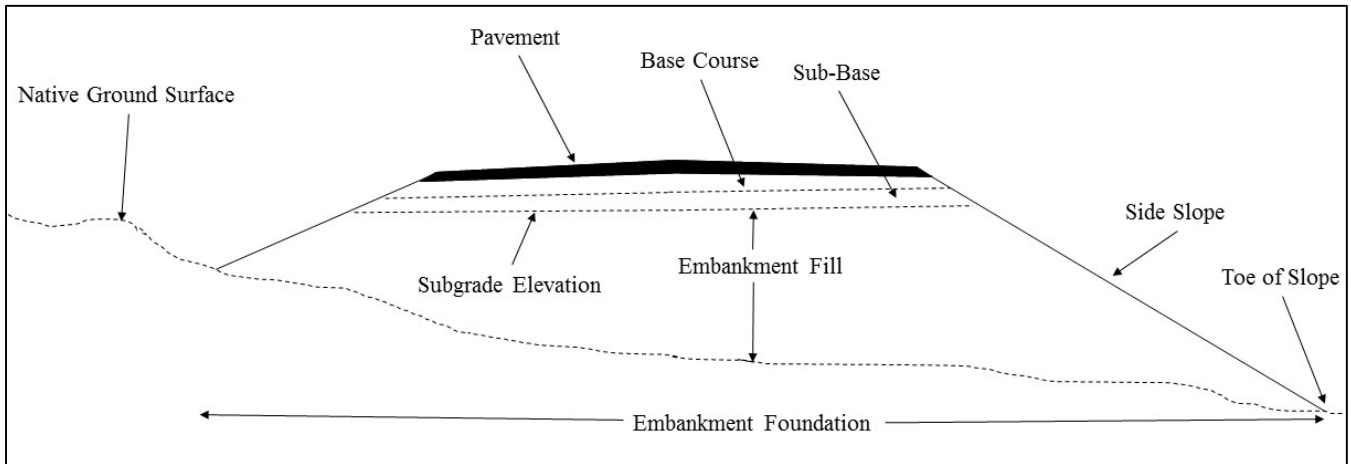 Pavement
Base Course
Sub-Base
Native Ground Surface
Side Slope
Subgrade Elevation
Embankment Fill
Toe of Slope
Embankment Foundation